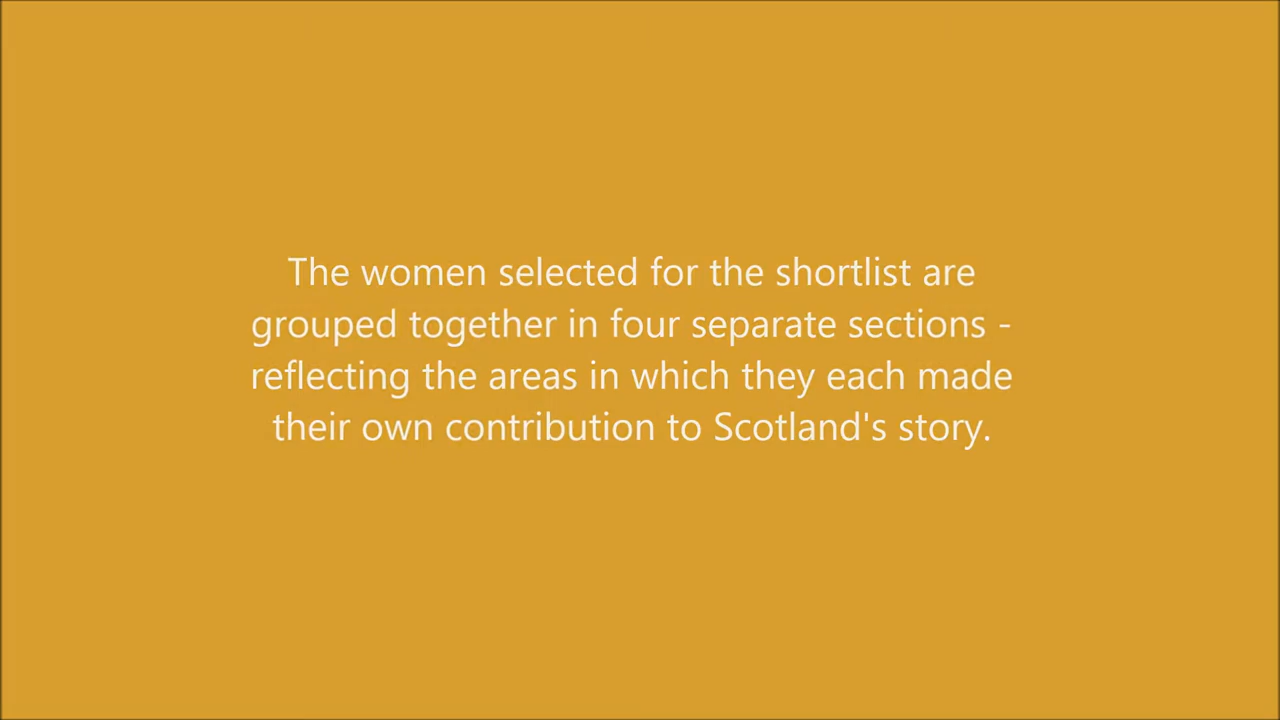 The women selected for the shortlist are
grouped together in four separate sections -
reflecting the areas in which they each made
their own contribution to Scotland's story.